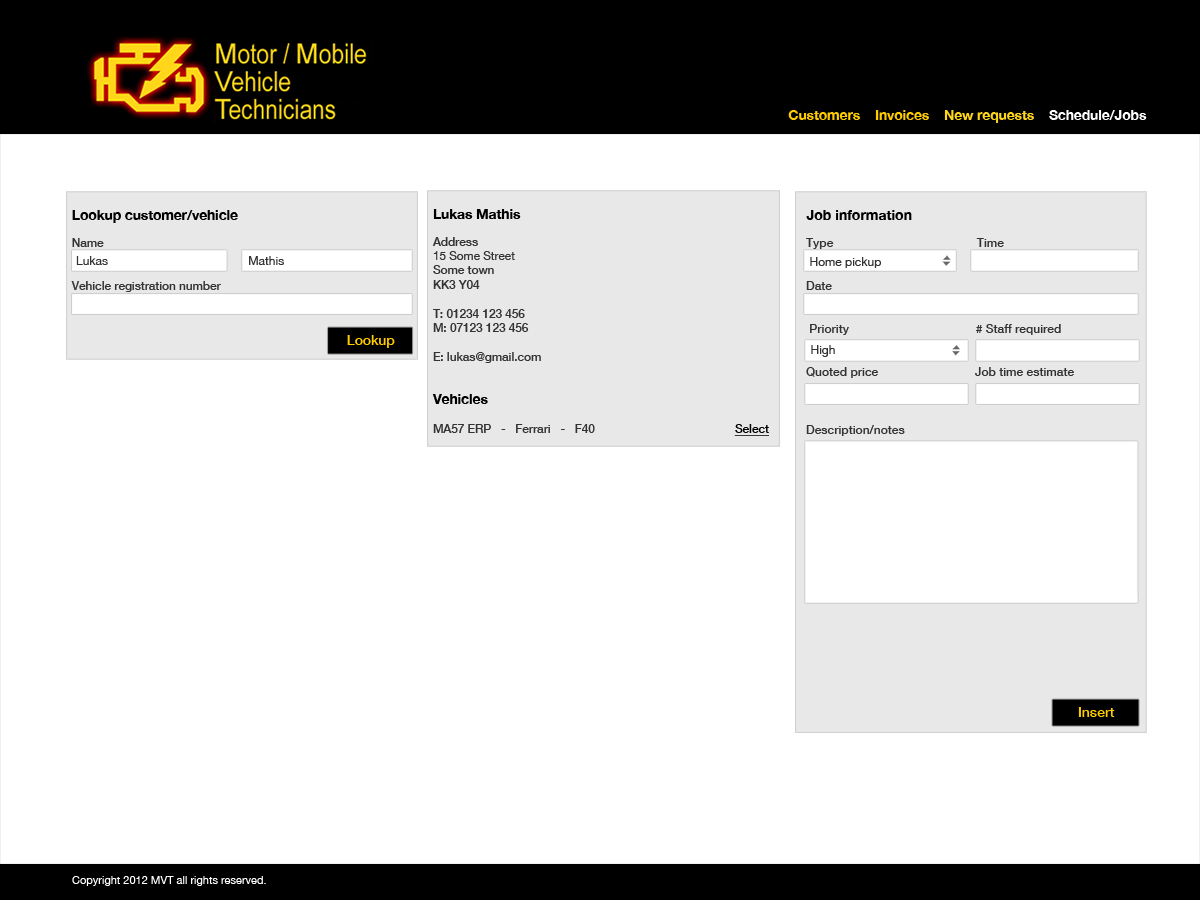 Motor / Mobile
Vehicle
Technicians
Customers Invoices New requests Schedule/Jobs
Lookup customer/vehicle
Name
Lukas Mathis
Vehicle registration number
Lookup
Lukas Mathis
Address
15 Some Street
Some town
KK3 Y04
T: 01234 123 456
M: 07123 123 456
E: lukas@gmail.com
Vehicles
MA57 ERP - Ferrari - F40 Select
Job information
Type Time
Home pickup
Date
Priority # Staff required
High
Quoted price Job time estimate
Description/notes
Insert
Copyright 2012 MVT all rights reserved.